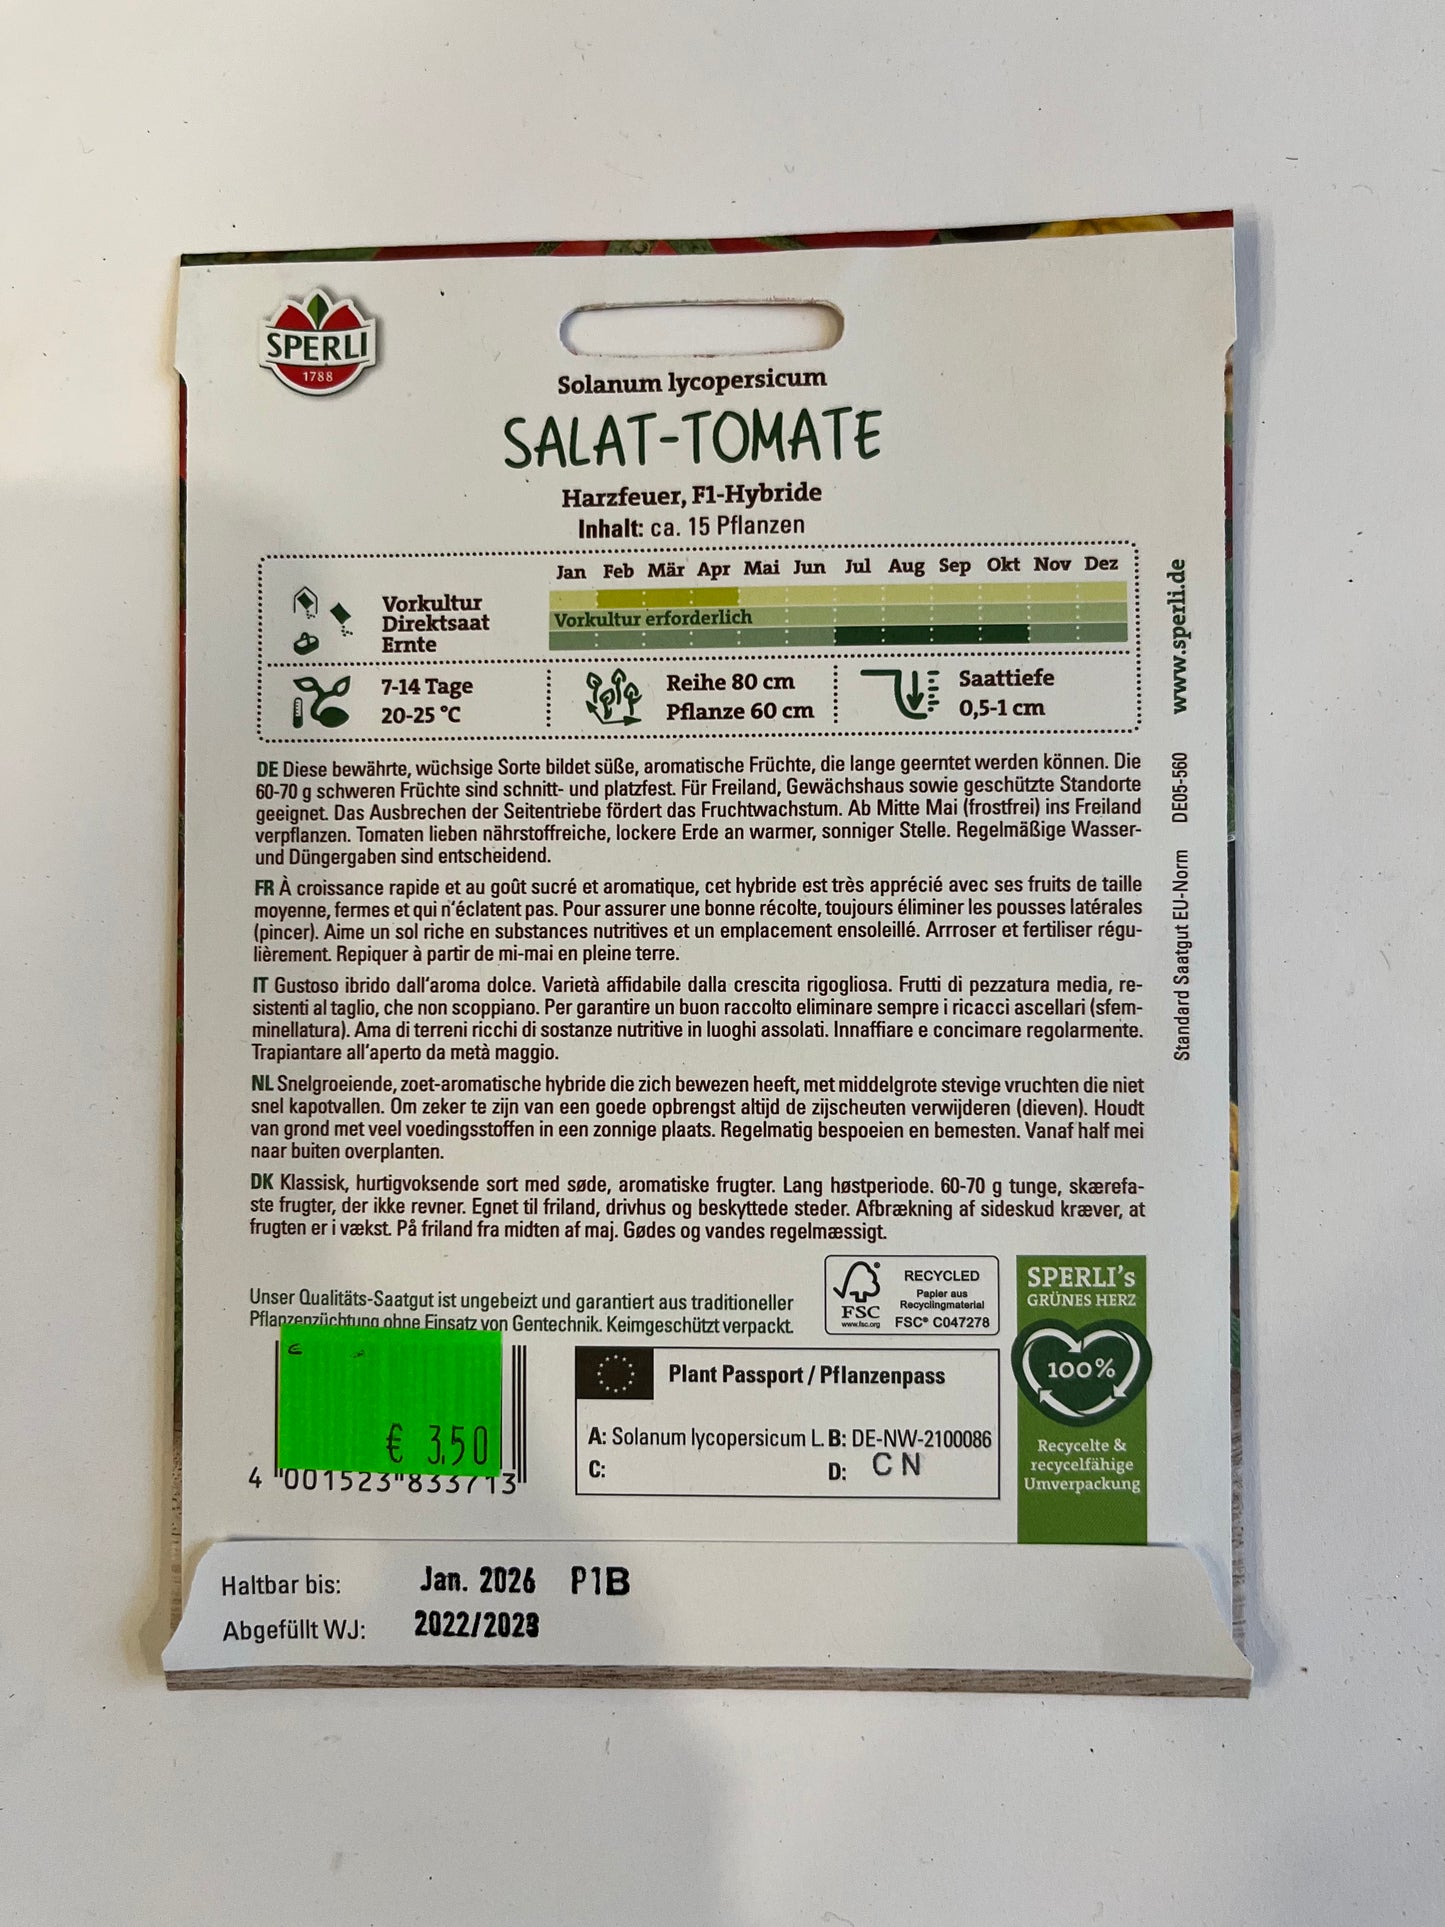 SPERLI
1788
Solanum lycopersicum
SALAT-TOMATE
Harzfeuer, F1-Hybride
Inhalt: ca. 15 Pflanzen
Jan Feb Mär Apr Mai Jun Jul Aug Sep Okt Nov Dez
Vorkultur
Direktsaat Vorkultur erforderlich
Ernte
7-14 Tage
20-25 °C
Reihe 80 cm
Pflanze 60 cm
Saattiefe
0,5-1 cm
www.sperli.de
DE05-560
Standard Saatgut EU-Norm
DE Diese bewährte, wüchsige Sorte bildet süße, aromatische Früchte, die lange geerntet werden können. Die
60-70 g schweren Früchte sind schnitt- und platzfest. Für Freiland, Gewächshaus sowie geschützte Standorte
geeignet. Das Ausbrechen der Seitentriebe fördert das Fruchtwachstum. Ab Mitte Mai (frostfrei) ins Freiland
verpflanzen. Tomaten lieben nährstoffreiche, lockere Erde an warmer, sonniger Stelle. Regelmäßige Wasser-
und Düngergaben sind entscheidend.
FR À croissance rapide et au goût sucré et aromatique, cet hybride est très apprécié avec ses fruits de taille
moyenne, fermes et qui n'éclatent pas. Pour assurer une bonne récolte, toujours éliminer les pousses latérales
(pincer). Aime un sol riche en substances nutritives et un emplacement ensoleillé. Arrroser et fertiliser régu-
lièrement. Repiquer à partir de mi-mai en pleine terre.
IT Gustoso ibrido dall'aroma dolce. Varietà affidabile dalla crescita rigogliosa. Frutti di pezzatura media, re-
sistenti al taglio, che non scoppiano. Per garantire un buon raccolto eliminare sempre i ricacci ascellari (sfem-
minellatura). Ama di terreni ricchi di sostanze nutritive in luoghi assolati. Innaffiare e concimare regolarmente.
Trapiantare all'aperto da metà maggio.
NL Snelgroeiende, zoet-aromatische hybride die zich bewezen heeft, met middelgrote stevige vruchten die niet
snel kapotvallen. Om zeker te zijn van een goede opbrengst altijd de zijscheuten verwijderen (dieven). Houdt
van grond met veel voedingsstoffen in een zonnige plaats. Regelmatig bespoeien en bemesten. Vanaf half mei
naar buiten overplanten.
DK Klassisk, hurtigvoksende sort med søde, aromatiske frugter. Lang høstperiode. 60-70 g tunge, skærefa-
ste frugter, der ikke revner. Egnet til friland, drivhus og beskyttede steder. Afbrækning af sideskud kræver, at
frugten er i vækst. På friland fra midten af maj. Gødes og vandes regelmæssigt.
Unser Qualitäts-Saatgut ist ungebeizt und garantiert aus traditioneller
Pflanzenzüchtung ohne Einsatz von Gentechnik. Keimgeschützt verpackt.
FSC
www.fsc.org
RECYCLED
Papier aus
Recyclingmaterial
FSC® C047278
SPERLI's
GRÜNES HERZ
100%
Recycelte &
recycelfähige
Umverpackung
€ 3,50
4 001523 833713
Plant Passport / Pflanzenpass
A: Solanum lycopersicum L. B: DE-NW-2100086
C: D: CN
Haltbar bis: Jan. 2026 P1B
Abgefüllt WJ: 2022/2023